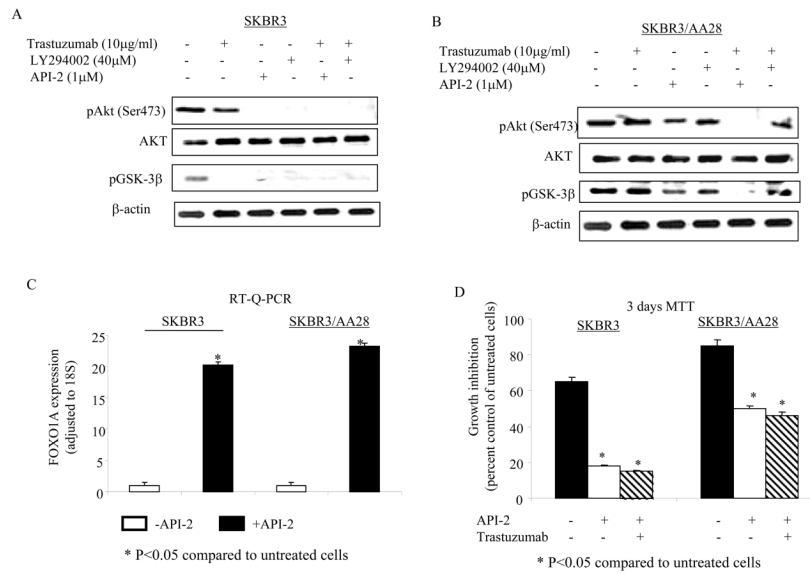 A
SKBR3
Trastuzumab (10μg/ml) - + - - + +
LY294002 (40μM) - - - + - +
API-2 (1μM) - - + - + -
pAkt (Ser473)
AKT
pGSK-3β
β-actin
B
SKBR3/AA28
Trastuzumab (10μg/ml) - + - - + +
LY294002 (40μM) - - - + - +
API-2 (1μM) - - + - + -
pAkt (Ser473)
AKT
pGSK-3β
β-actin
C
RT-Q-PCR
SKBR3 SKBR3/AA28
FOXO1A expression
(adjusted to 18S)
25
20
15
10
5
0
* *
-API-2 +API-2
* P<0.05 compared to untreated cells
D
3 days MTT
SKBR3 SKBR3/AA28
Growth inhibition
(percent control of untreated cells)
100
80
60
40
20
0
* * * *
API-2 - + + - + +
Trastuzumab - - + - - +
* P<0.05 compared to untreated cells